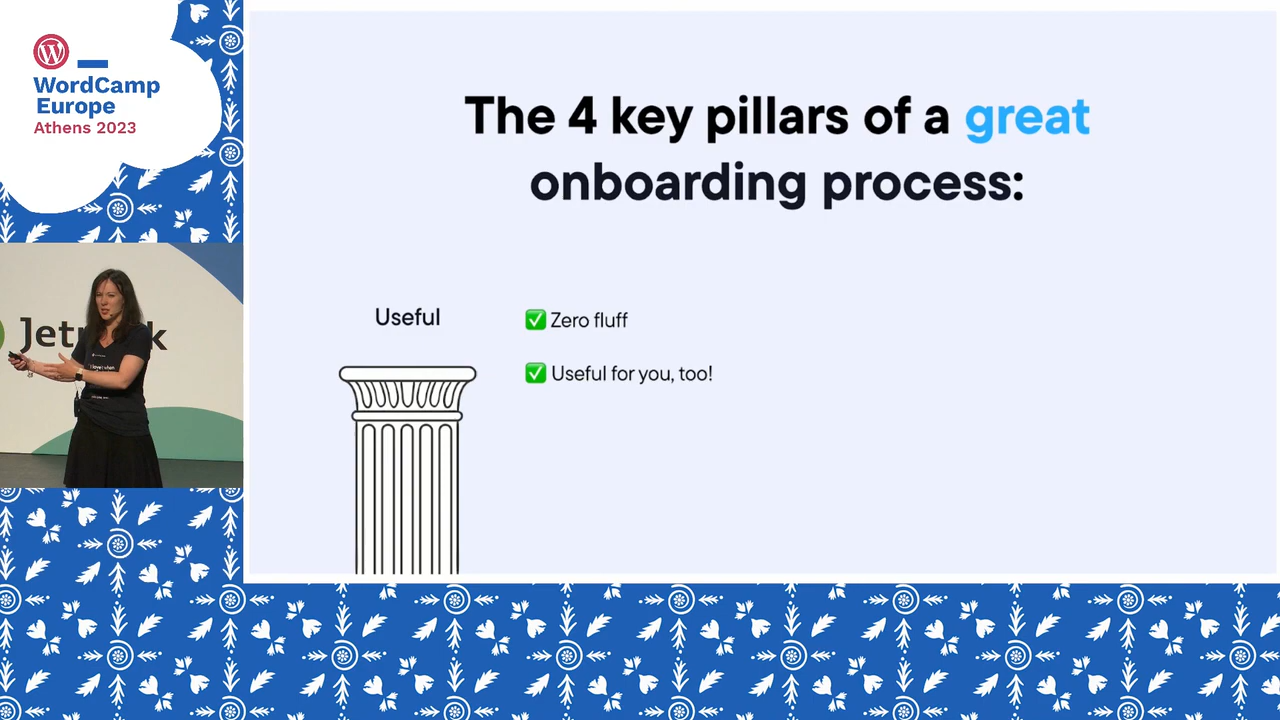 WordCamp
Europe
Athens 2023
The 4 key pillars of a great
onboarding process:
Useful
✅ Zero fluff
✅ Useful for you, too!